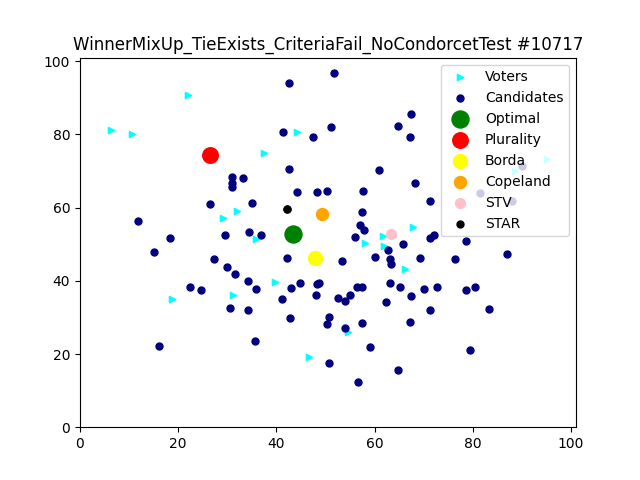 WinnerMixUp_TieExists_CriteriaFail_NoCondorcetTest #10717
100
80
60
40
20
0
0 20 40 60 80 100
Voters
Candidates
Optimal
Plurality
Borda
Copeland
STV
STAR